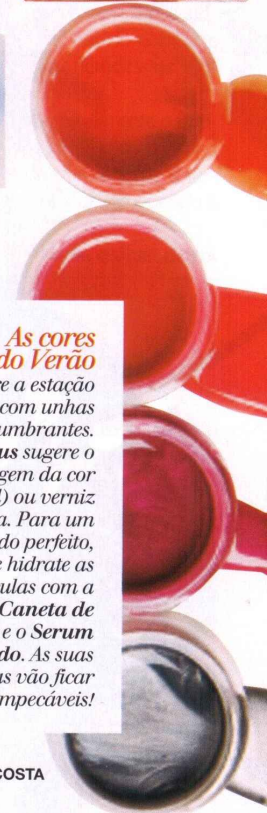 As cores
do Verão
e a estação
com unhas
umbrantes.
us sugere o
gem da cor
l) ou verniz
a. Para um
do perfeito,
e hidrate as
ulas com a
Caneta de
e o Serum
do. As suas
as vão ficar
mpecáveis!
COSTA